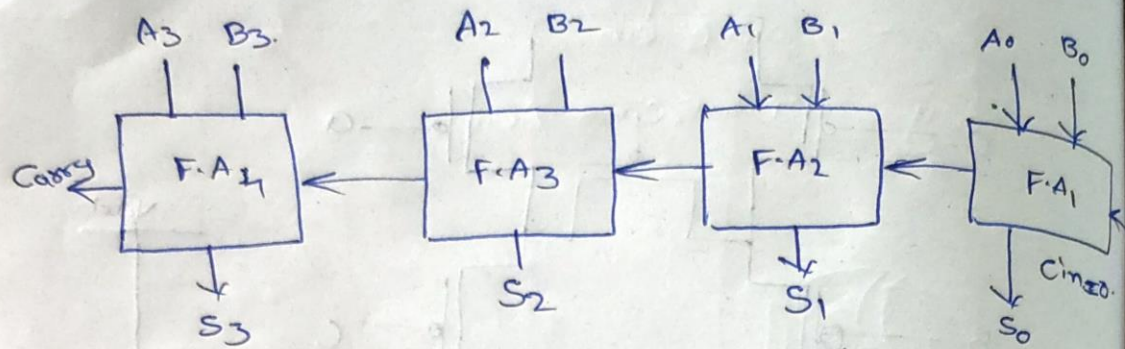 A3 B3. A2 B2 A1 B1 A0 B0
Carry F.A4 F.A3 F.A2 F.A1
Cin=0.
S3 S2 S1 S0